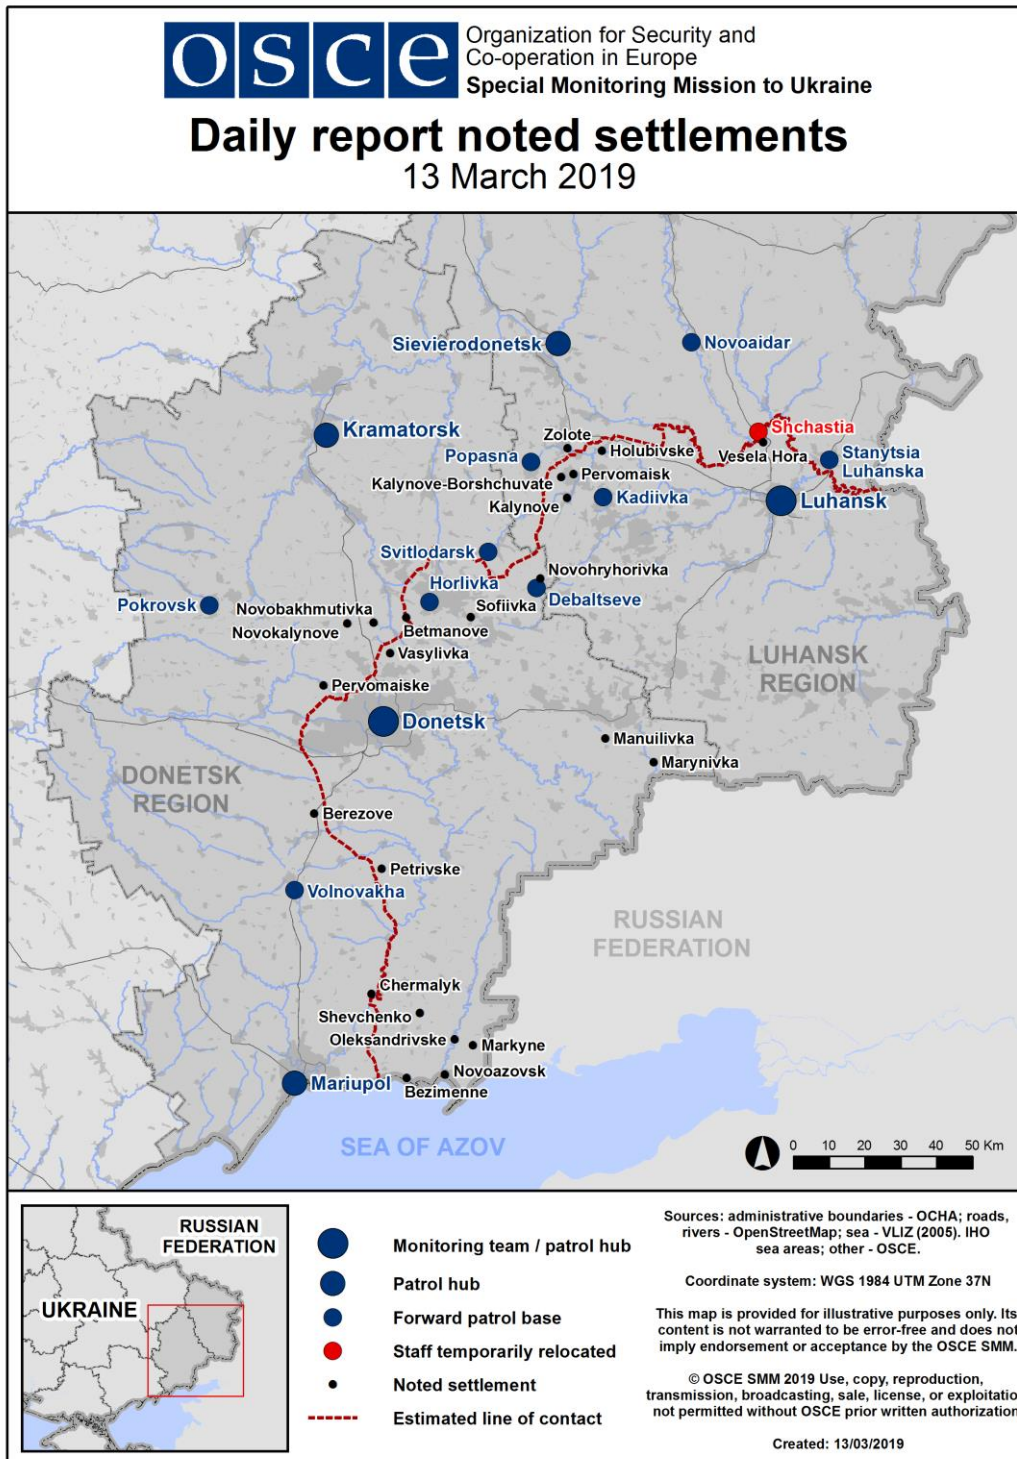 osce
Organization for Security and
Co-operation in Europe
Special Monitoring Mission to Ukraine
Daily report noted settlements
13 March 2019
Sievierodonetsk
Novoaidar
Kramatorsk
Shchastia
Zolote
Holubivske
Vesela Hora
Popasna
Stanytsia
Luhanska
Pervomaisk
Kalynove-Borshchuvate
Kalynove
Kadiivka
Luhansk
Svitlodarsk
Novohryhorivka
Horlivka
Debaltseve
Pokrovsk
Novobakhmutivka
Sofiivka
Novokalynove
Betmanove
Vasylivka
LUHANSK
REGION
Pervomaiske
Donetsk
Manuilivka
Marynivka
DONETSK
REGION
Berezove
Petrivske
Volnovakha
RUSSIAN
FEDERATION
Chermalyk
Shevchenko
Oleksandrivske
Markyne
Novoazovsk
Mariupol
Bezimenne
SEA OF AZOV
0 10 20 30 40 50 Km
RUSSIAN
FEDERATION
UKRAINE
Monitoring team / patrol hub
Patrol hub
Forward patrol base
Staff temporarily relocated
Noted settlement
Estimated line of contact
Sources: administrative boundaries - OCHA; roads,
rivers - OpenStreetMap; sea - VLIZ (2005). IHO
sea areas; other - OSCE.
Coordinate system: WGS 1984 UTM Zone 37N
This map is provided for illustrative purposes only. Its
content is not warranted to be error-free and does not
imply endorsement or acceptance by the OSCE SMM.
© OSCE SMM 2019 Use, copy, reproduction,
transmission, broadcasting, sale, license, or exploitatio
not permitted without OSCE prior written authorization
Created: 13/03/2019